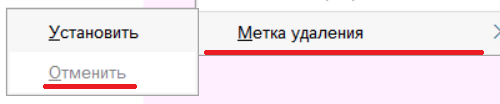 Установить
Метка удаления
Отменить